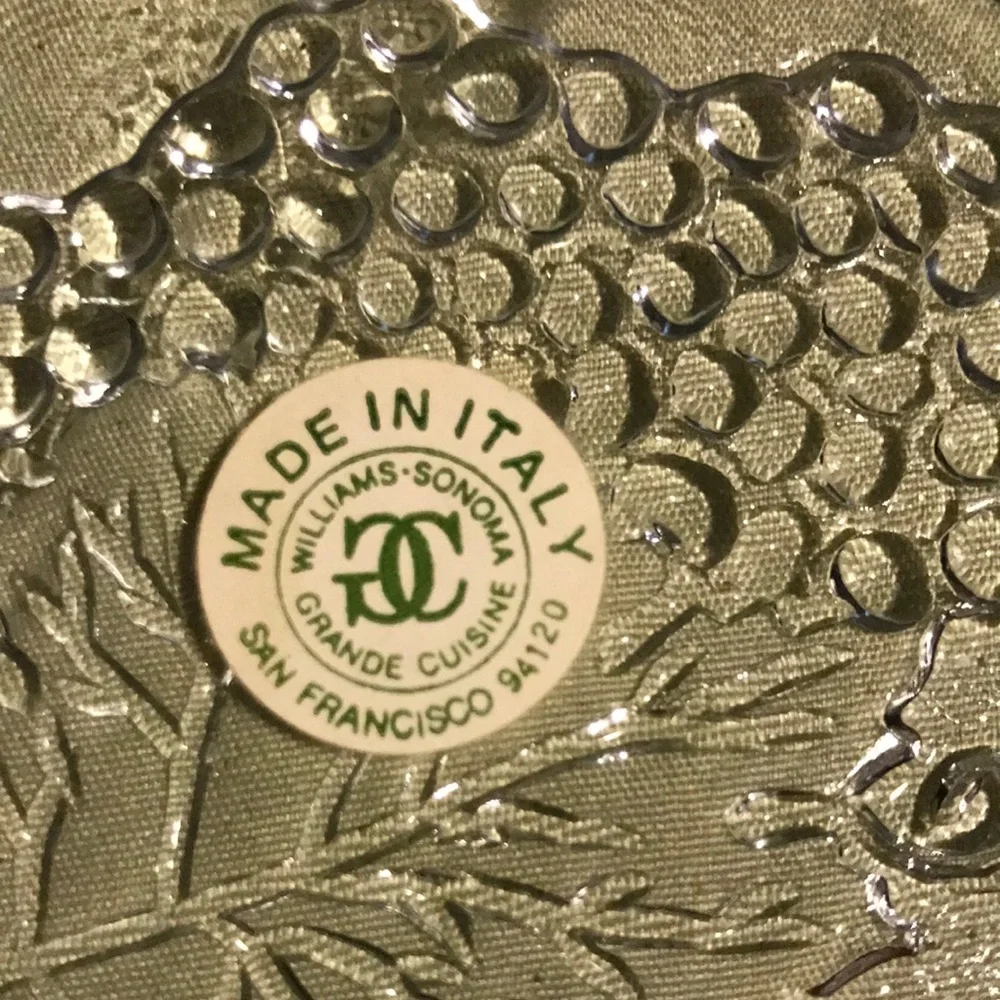 MADE IN ITALY
WILLIAMS·SONOMA
GC
GRANDE CUISINE
SAN FRANCISCO 94120